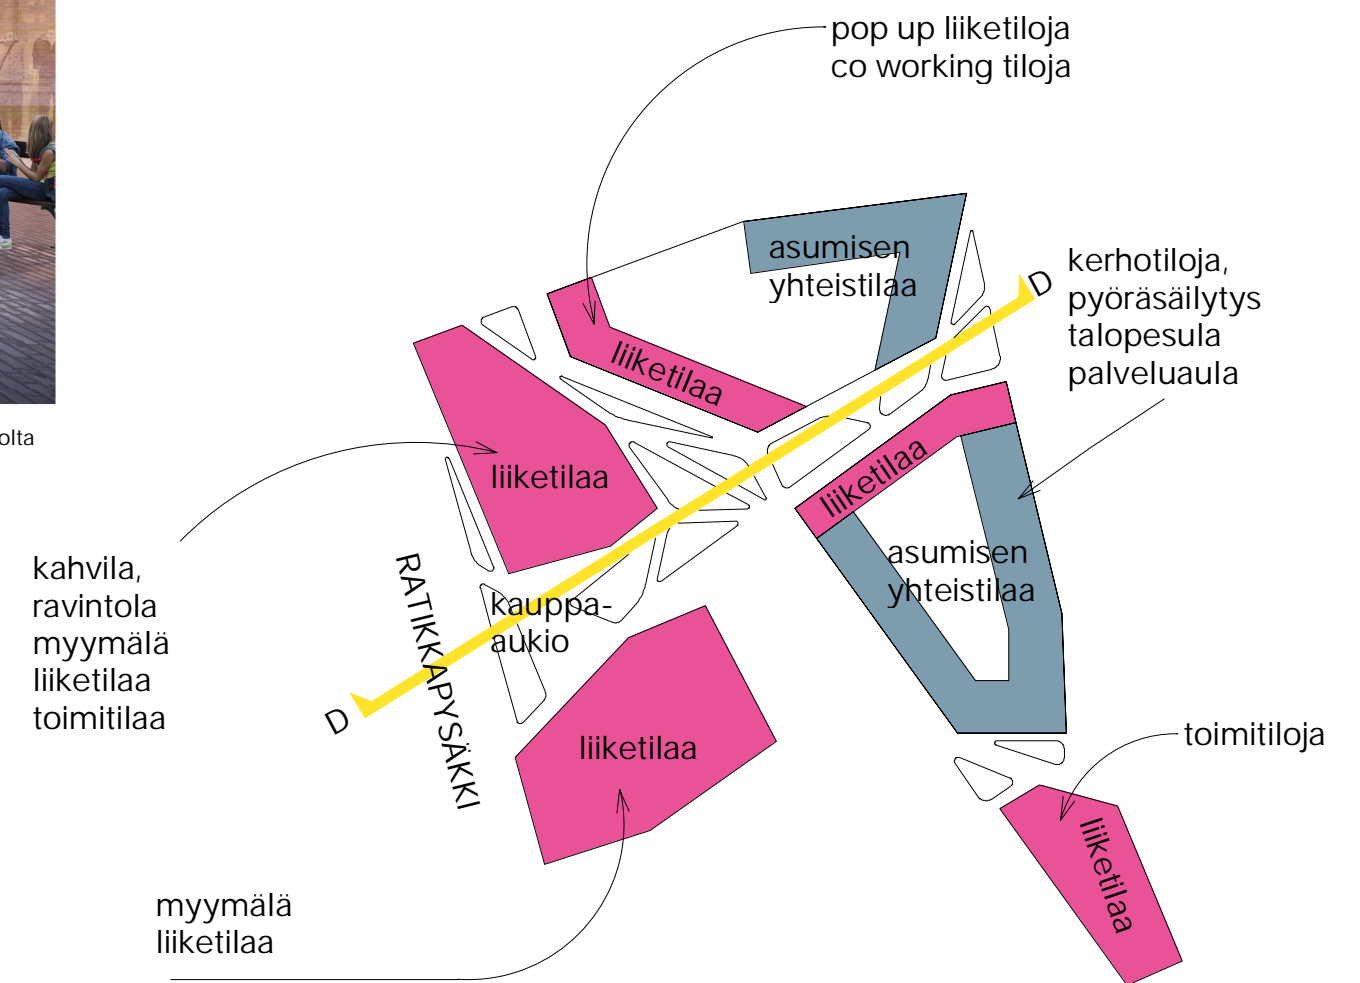 pop up liiketiloja
co working tiloja
asumisen
yhteistilaa
kerhotiloja,
pyöräsäilytys
talopesula
palveluaula
D
liiketilaa
olta
liiketilaa
liiketilaa
kahvila,
ravintola
myymälä
liiketilaa
toimitilaa
RATIKKAPYSÄKKI
kauppa-
aukio
asumisen
yhteistilaa
D
liiketilaa
toimitiloja
liiketilaa
myymälä
liiketilaa